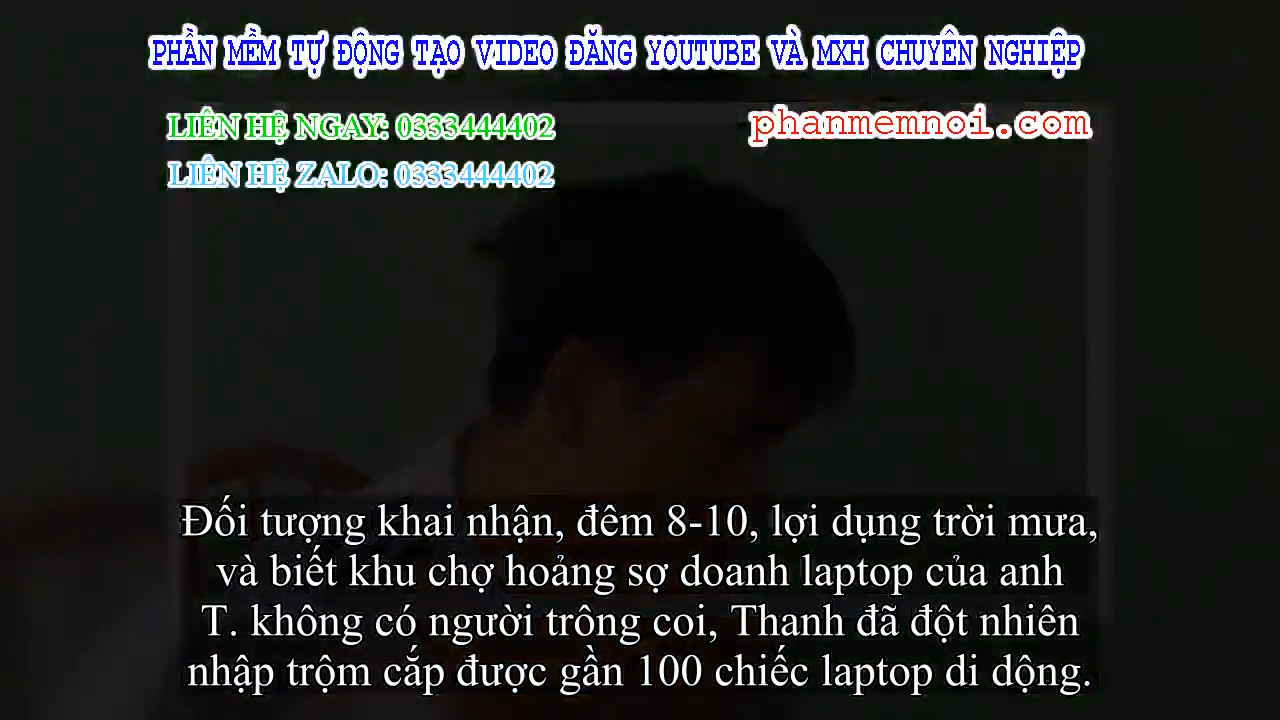 PHẦN MỀM TỰ ĐỘNG TẠO VIDEO ĐĂNG YOUTUBE VÀ MXH CHUYÊN NGHIỆP
LIÊN HỆ NGAY: 0333444402
phanmemnoi.com
LIÊN HỆ ZALO: 0333444402
Đối tượng khai nhận, đêm 8-10, lợi dụng trời mưa,
và biết khu chợ hoảng sợ doanh laptop của anh
T. không có người trông coi, Thanh đã đột nhiên
nhập trộm cắp được gần 100 chiếc laptop di dộng.